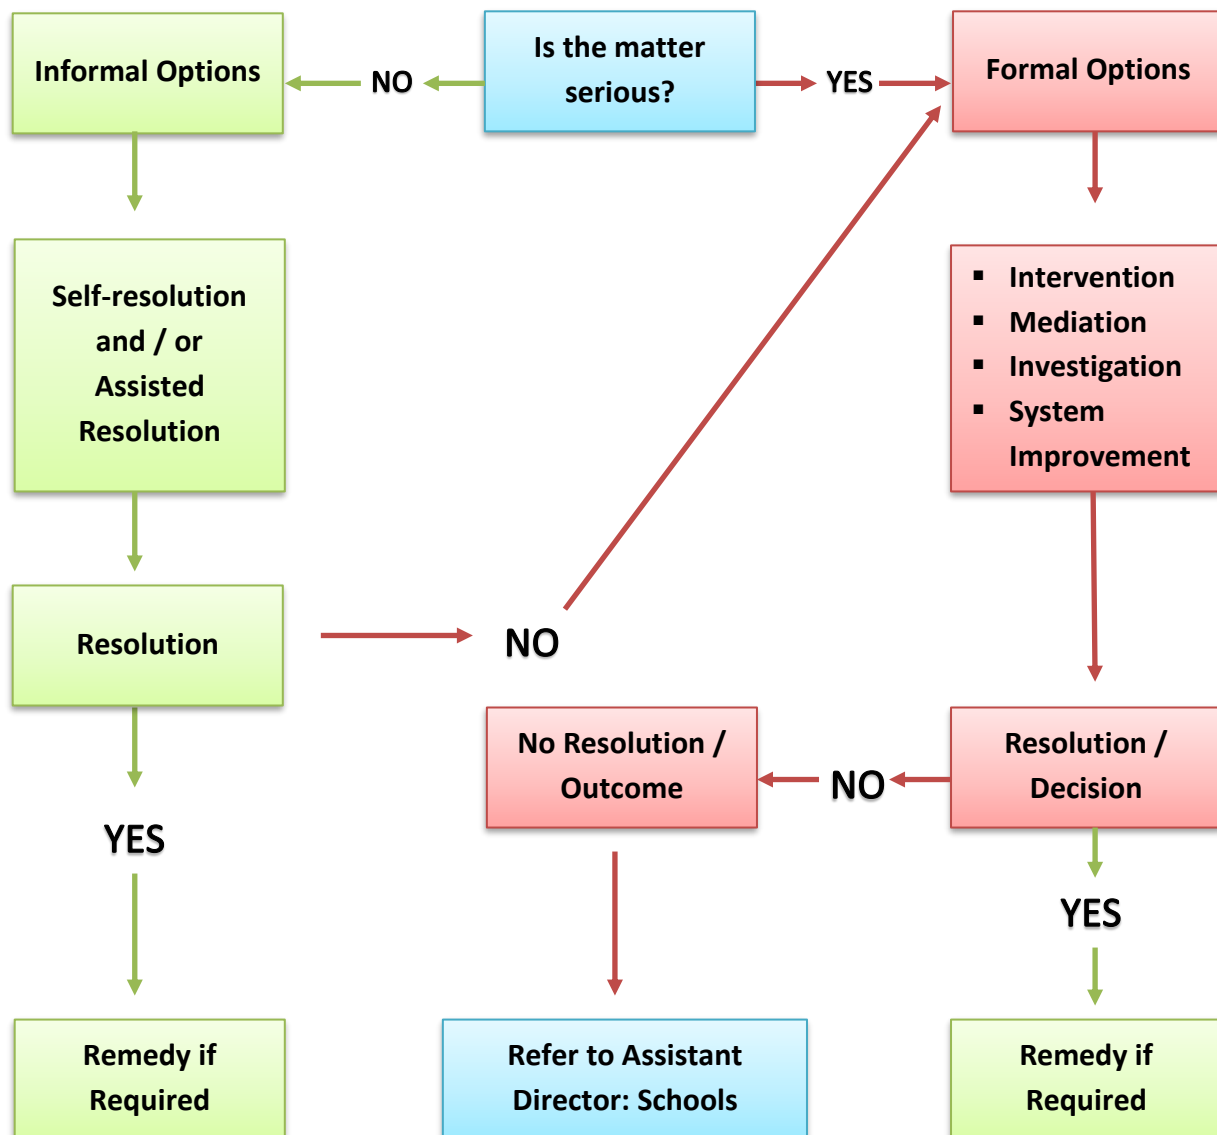 Informal Options
NO
Is the matter
serious?
YES
Formal Options
Self-resolution
and / or
Assisted
Resolution
▪ Intervention
▪ Mediation
▪ Investigation
▪ System
Improvement
Resolution
NO
No Resolution /
Outcome
NO
Resolution /
Decision
YES
YES
Remedy if
Required
Refer to Assistant
Director: Schools
Remedy if
Required